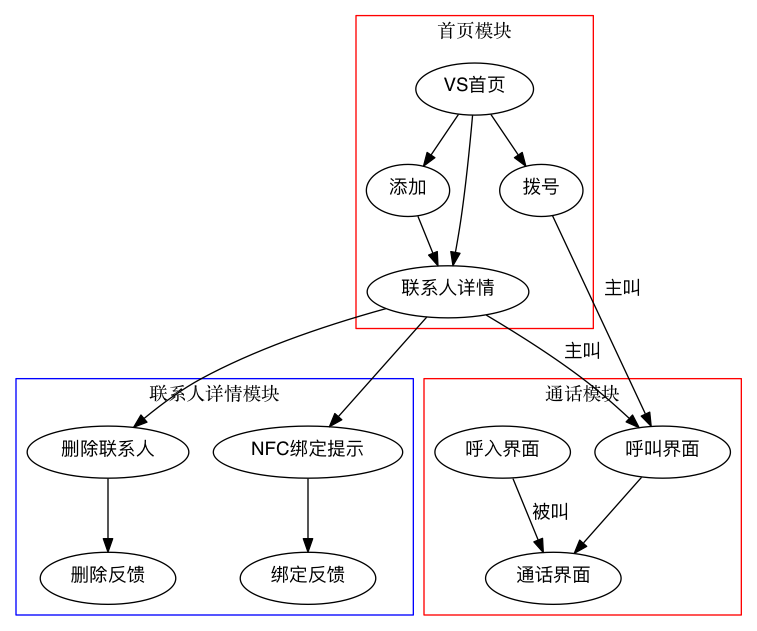 首页模块
VS首页
添加
拨号
联系人详情
主叫
主叫
联系人详情模块
通话模块
删除联系人
NFC绑定提示
呼入界面
呼叫界面
被叫
删除反馈
绑定反馈
通话界面